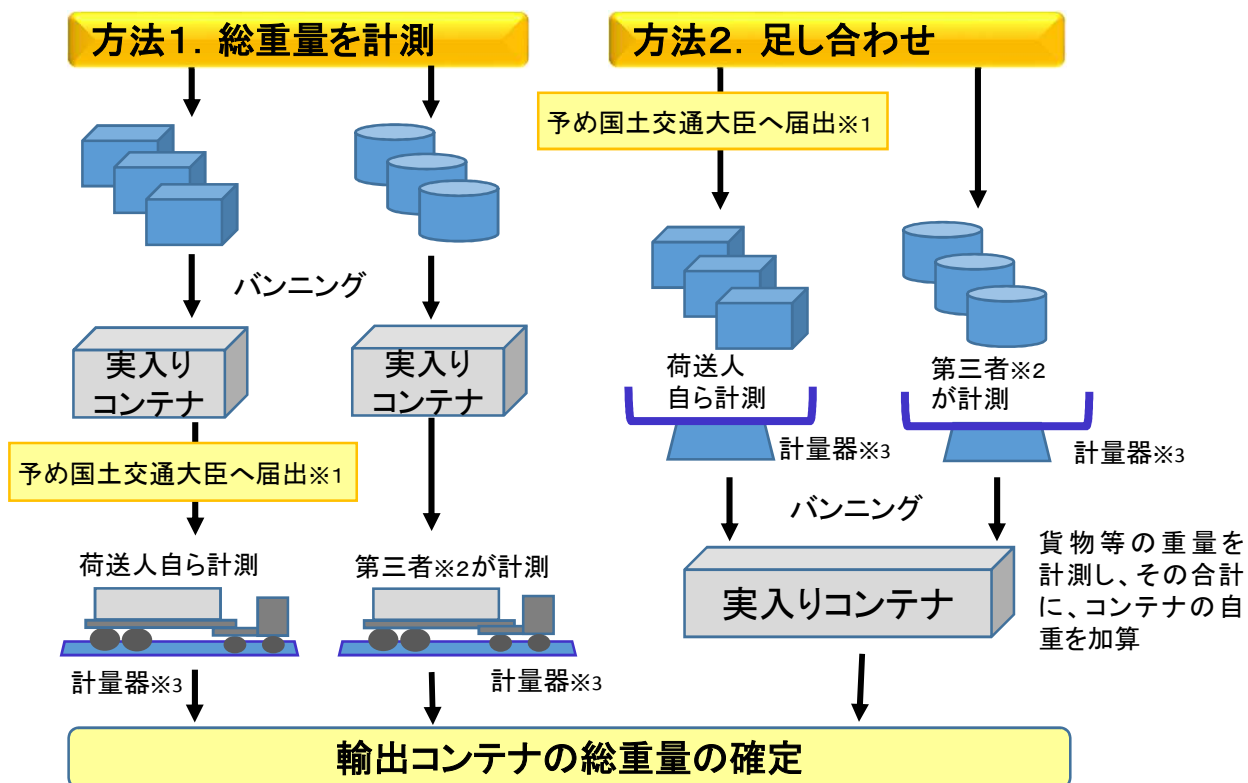 方法1．総重量を計測
バンニング
実入り
コンテナ
実入り
コンテナ
予め国土交通大臣へ届出※1
荷送人自ら計測
第三者※2が計測
計量器※3
計量器※3
方法2．足し合わせ
予め国土交通大臣へ届出※1
荷送人
自ら計測
計量器※3
第三者※2
が計測
計量器※3
バンニング
実入りコンテナ
貨物等の重量を
計測し、その合計
に、コンテナの自
重を加算
輸出コンテナの総重量の確定